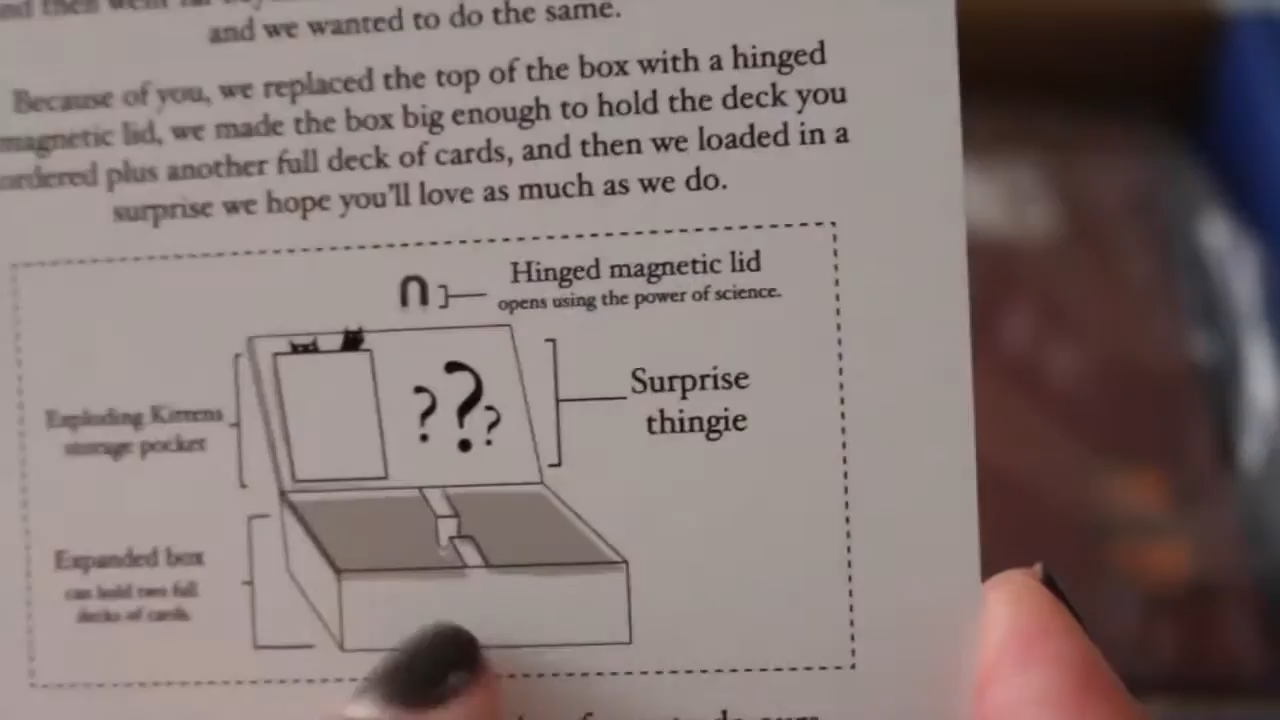 and we wanted to do the same.
Because of you, we replaced the top of the box with a hinged
magnetic lid, we made the box big enough to hold the deck you
ordered plus another full deck of cards, and then we loaded in a
surprise we hope you'll love as much as we do.
Hinged magnetic lid
opens using the power of science.
???
Surprise
thingie
Exploding Kittens
storage pocket
Expanded box
can hold two full
decks of cards.